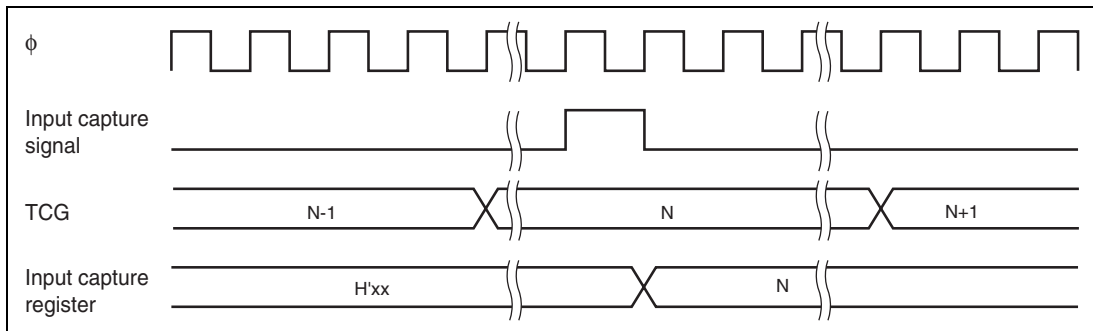 ϕ
Input capture
signal
TCG
N-1
N
N+1
Input capture
register
H'xx
N